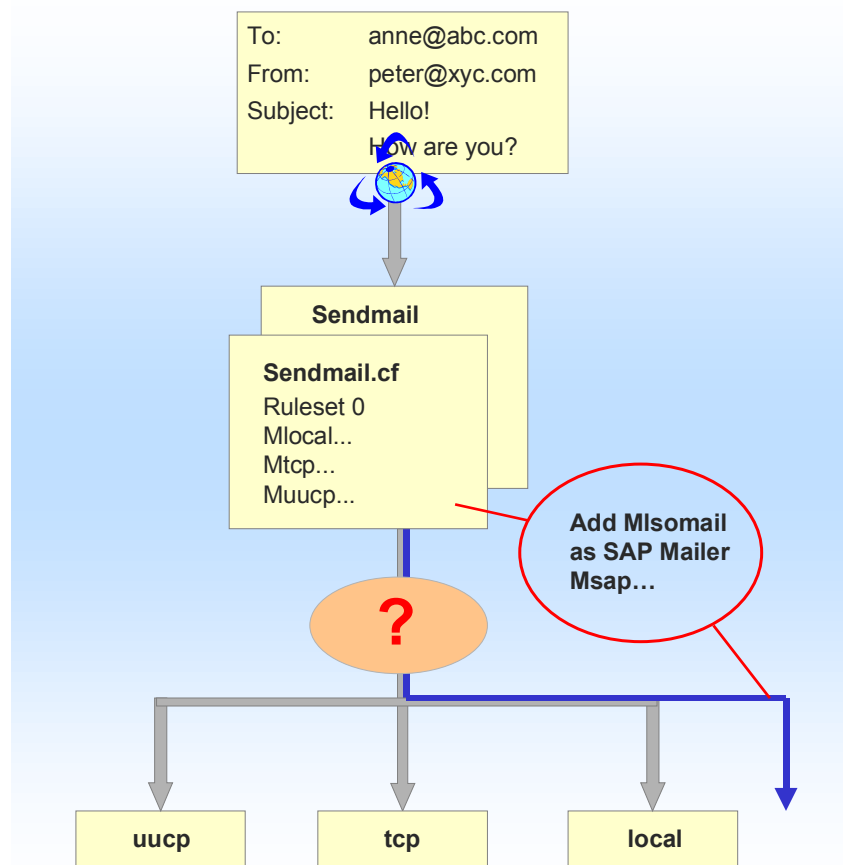 To: anne@abc.com
From: peter@xyc.com
Subject: Hello!
How are you?
Sendmail
Sendmail.cf
Ruleset 0
Mlocal...
Mtcp...
Muucp...
Add MIsomail
as SAP Mailer
Msap…
?
uucp
tcp
local